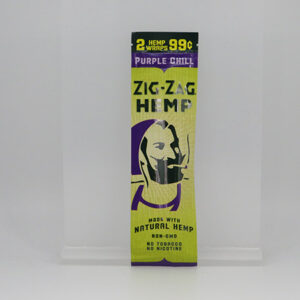 2 HEMP WRAPS 99¢
PURPLE CHILL
ZIG-ZAG
HEMP
MADE WITH
NATURAL HEMP
NON-GMO
NO TOBACCO
NO NICOTINE